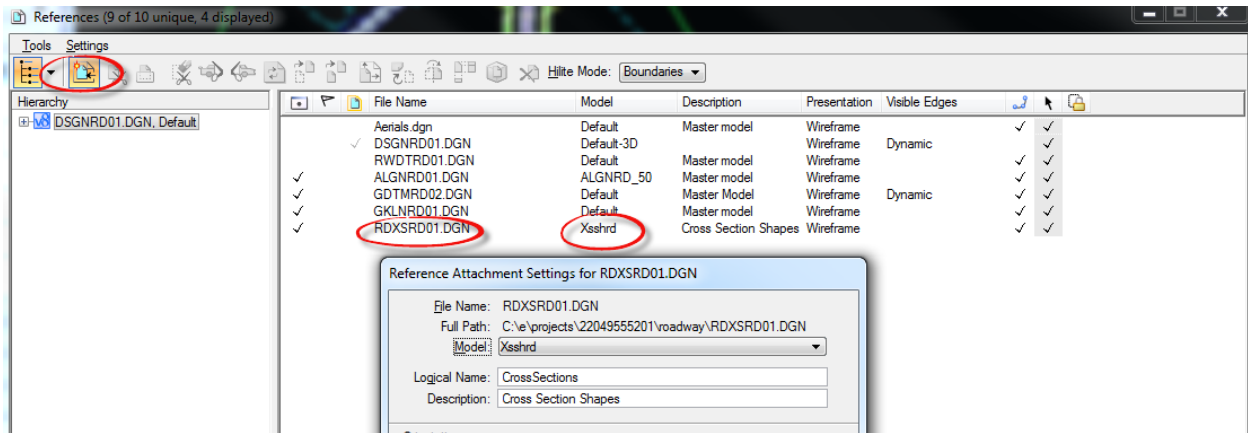 References (9 of 10 unique, 4 displayed)
Tools Settings
Hilite Mode: Boundaries
Hierarchy
DSGNRD01.DGN, Default
File Name Model Description Presentation Visible Edges
Aerials.dgn Default Master model Wireframe
DSGNRD01.DGN Default-3D Wireframe Dynamic
RWDTRD01.DGN Default Master model Wireframe
ALGNRD01.DGN ALGNRD_50 Master model Wireframe
GDTMRD02.DGN Default Master Model Wireframe Dynamic
GKLNRD01.DGN Default Master model Wireframe
RDXSRD01.DGN Xsshrd Cross Section Shapes Wireframe
Reference Attachment Settings for RDXSRD01.DGN
File Name: RDXSRD01.DGN
Full Path: C:\e\projects\22049555201\roadway\RDXSRD01.DGN
Model: Xsshrd
Logical Name: CrossSections
Description: Cross Section Shapes